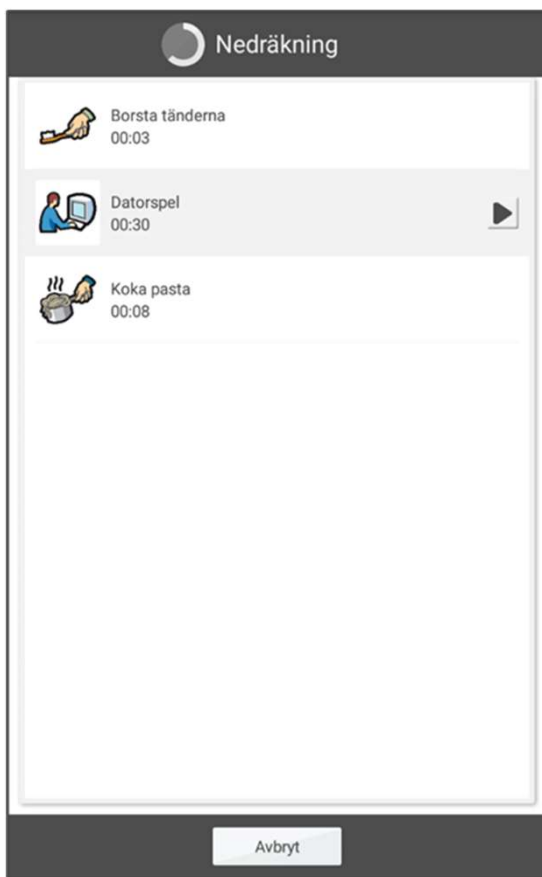 Nedräkning
Borsta tänderna
00:03
Datorspel
00:30
Koka pasta
00:08
Avbryt